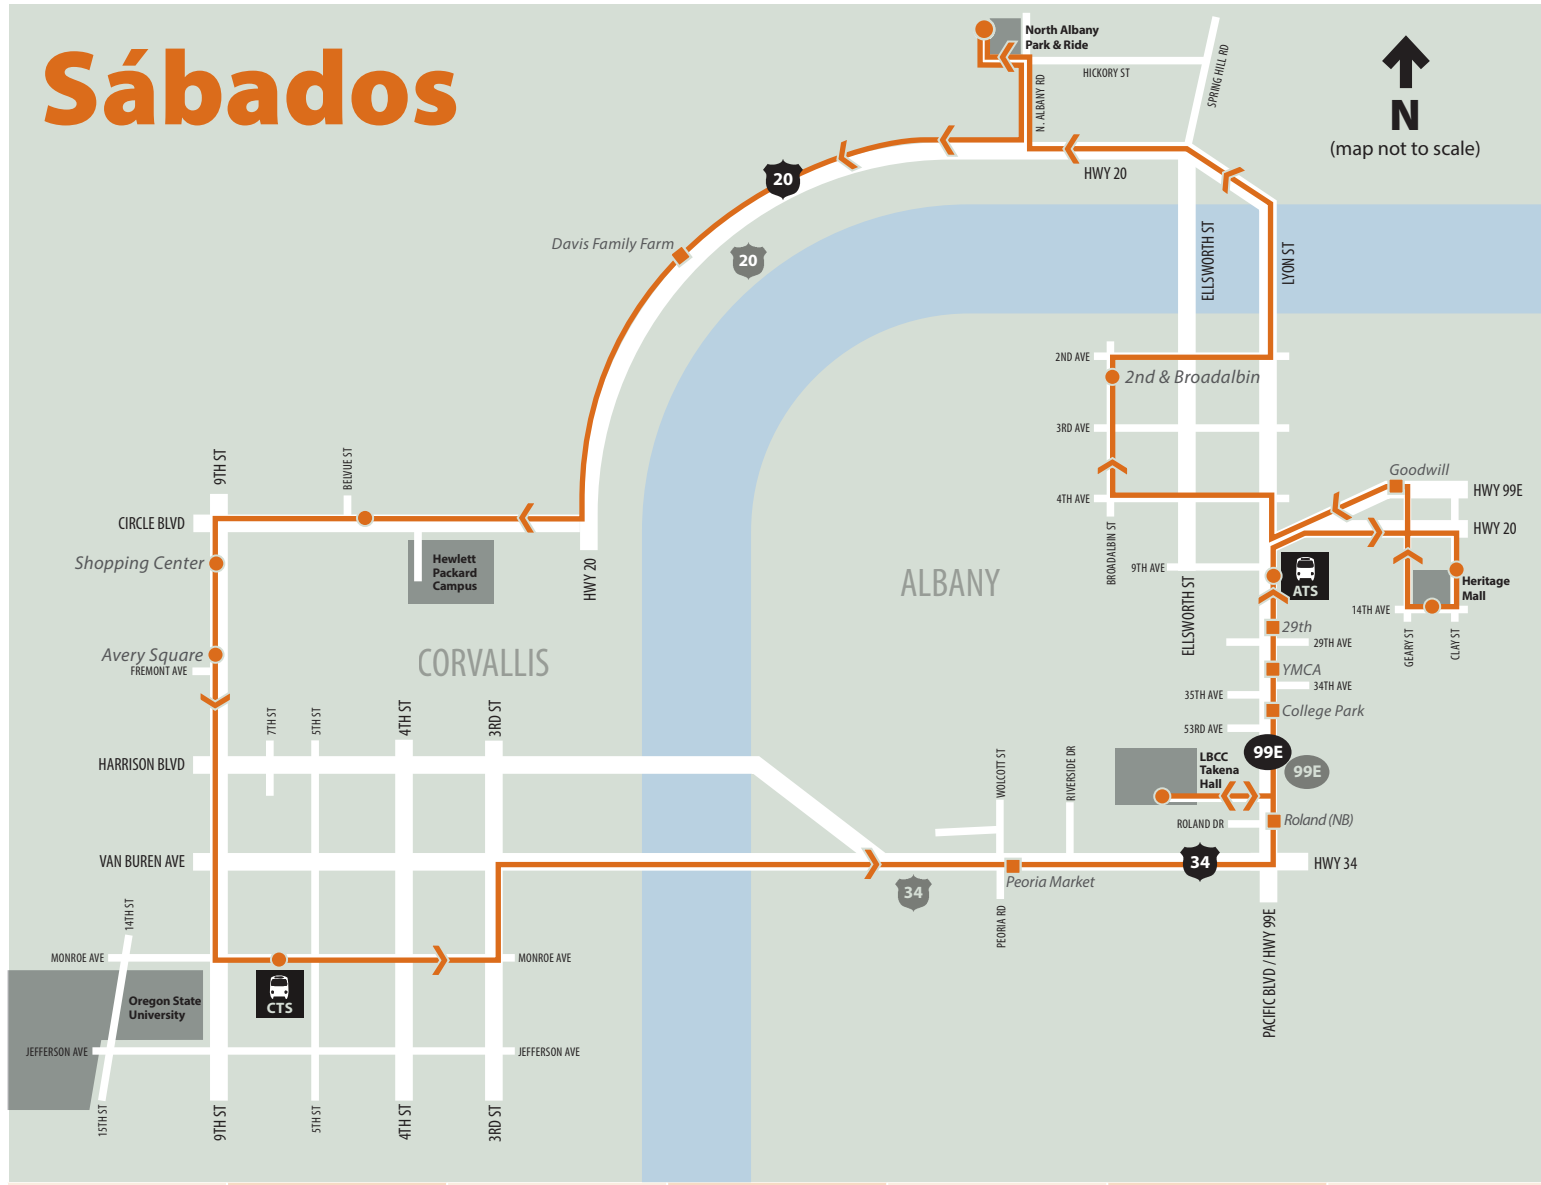 Sábados
North Albany
Park & Ride
HICKORY ST
SPRING HILL RD
N. ALBANY RD
N
(map not to scale)
20
HWY 20
Davis Family Farm
20
ELLSWORTH ST
LYON ST
2ND AVE
2nd & Broadalbin
3RD AVE
4TH AVE
Goodwill
HWY 99E
HWY 20
9TH ST
BELVUE ST
CIRCLE BLVD
Shopping Center
Hewlett
Packard
Campus
HWY 20
ALBANY
BROADALBIN ST
9TH AVE
ELLSWORTH ST
ATS
Heritage
Mall
14TH AVE
GEARY ST
CLAY ST
29th
29TH AVE
Avery Square
FREMONT AVE
CORVALLIS
YMCA
34TH AVE
35TH AVE
College Park
53RD AVE
7TH ST
5TH ST
4TH ST
3RD ST
HARRISON BLVD
99E
99E
LBCC
Takena
Hall
WOLCOTT ST
RIVERSIDE DR
ROLAND DR
Roland (NB)
VAN BUREN AVE
34
HWY 34
34
Peoria Market
PEORIA RD
PACIFIC BLVD / HWY 99E
14TH ST
MONROE AVE
MONROE AVE
CTS
Oregon State
University
JEFFERSON AVE
JEFFERSON AVE
15TH ST
9TH ST
5TH ST
4TH ST
3RD ST